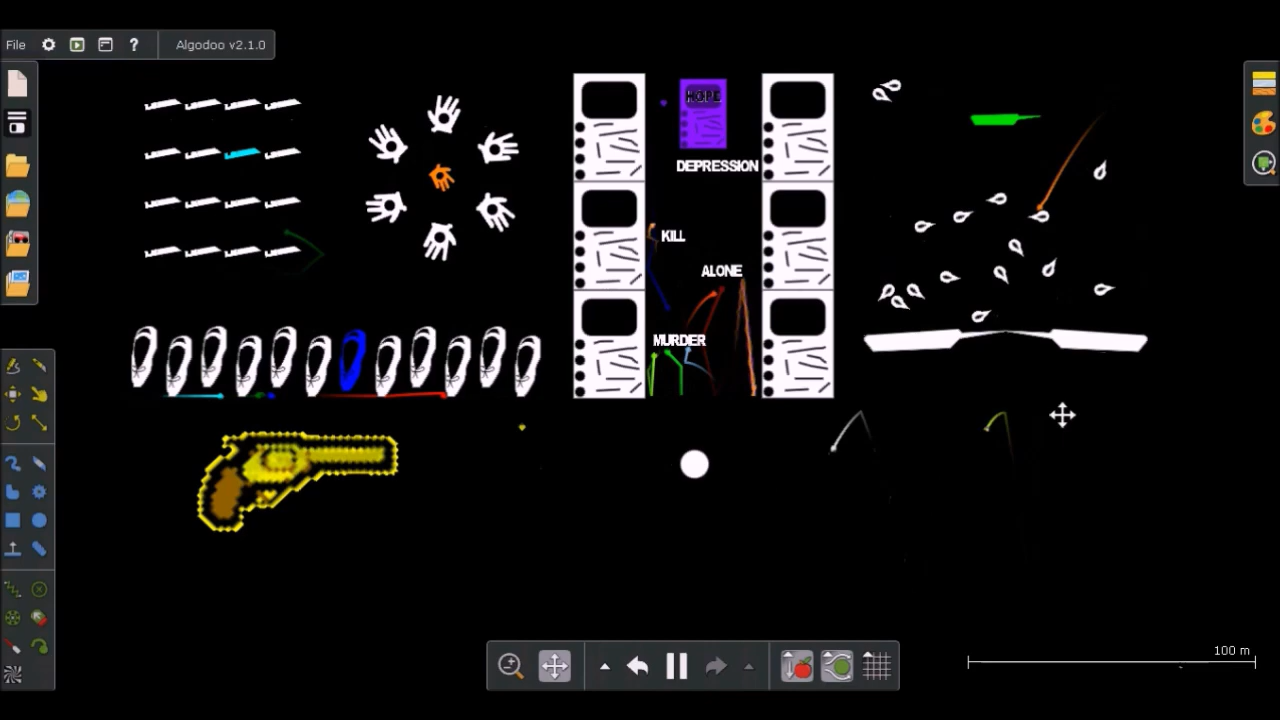 File
Algodoo v2.1.0
HOPE
DEPRESSION
KILL
ALONE
MURDER
100 m